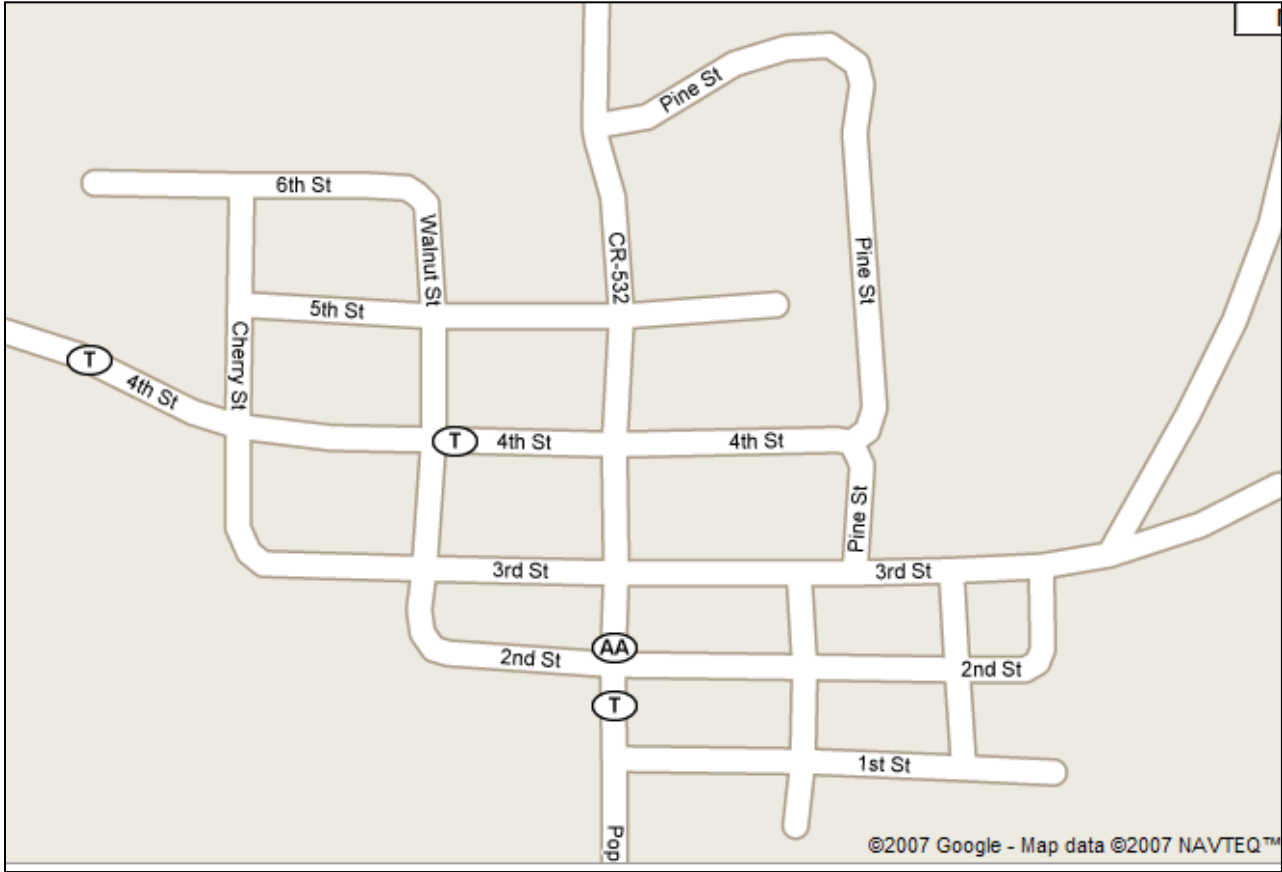 Pine St
6th St
Walnut St
CR-532
Pine St
5th St
Cherry St
T
4th St
T
4th St
4th St
Pine St
3rd St
3rd St
AA
2nd St
2nd St
T
1st St
Pop
©2007 Google - Map data ©2007 NAVTEQ™